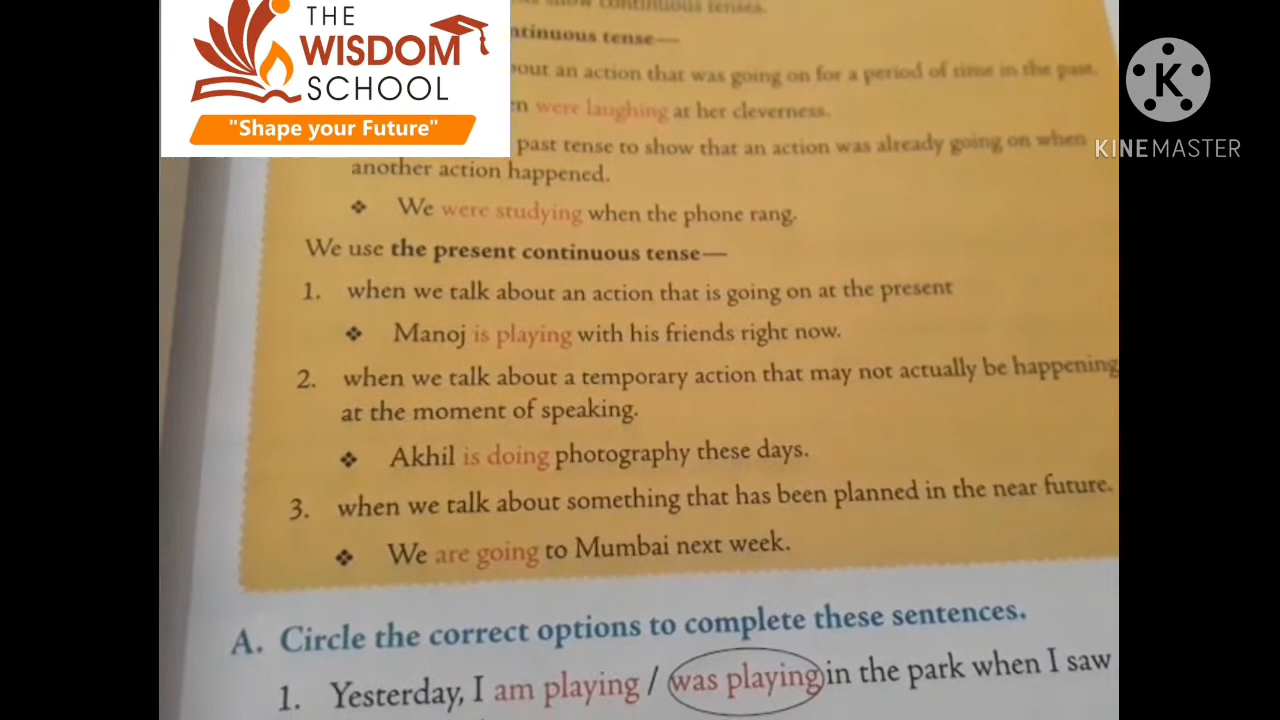 THE
WISDOM
SCHOOL
"Shape your Future"
KINEMASTER
K
show continuous tenses.
continuous tense—
about an action that was going on for a period of time in the past.
were laughing at her cleverness.
past tense to show that an action was already going on when
another action happened.
❖ We were studying when the phone rang.
We use the present continuous tense—
1. when we talk about an action that is going on at the present
❖ Manoj is playing with his friends right now.
2. when we talk about a temporary action that may not actually be happening
at the moment of speaking.
❖ Akhil is doing photography these days.
3. when we talk about something that has been planned in the near future.
❖ We are going to Mumbai next week.
A. Circle the correct options to complete these sentences.
1. Yesterday, I am playing / was playing in the park when I saw